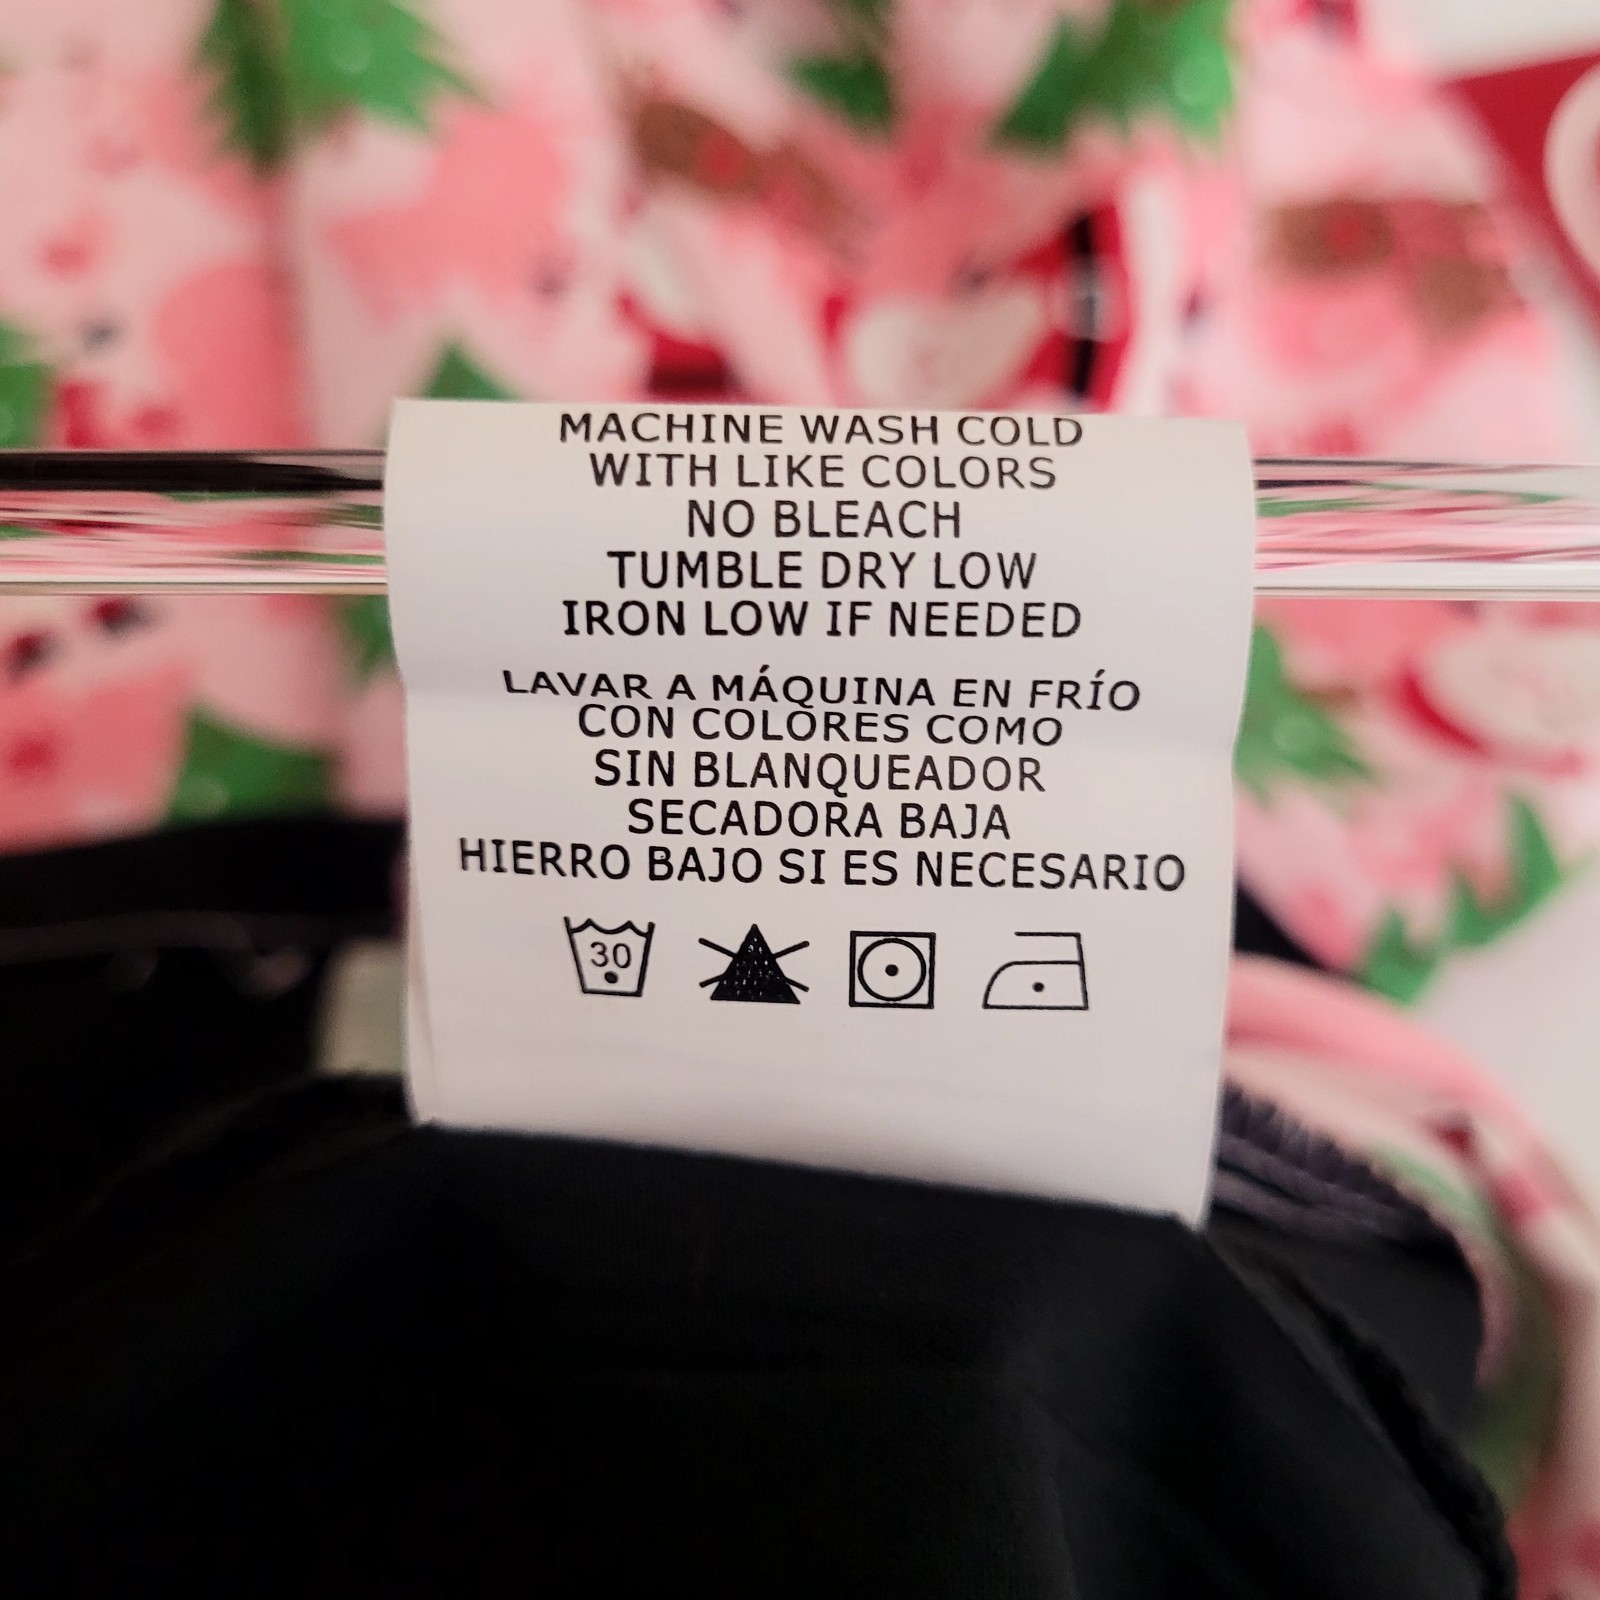 MACHINE WASH COLD
WITH LIKE COLORS
NO BLEACH
TUMBLE DRY LOW
IRON LOW IF NEEDED
LAVAR A MÁQUINA EN FRÍO
CON COLORES COMO
SIN BLANQUEADOR
SECADORA BAJA
HIERRO BAJO SI ES NECESARIO
30